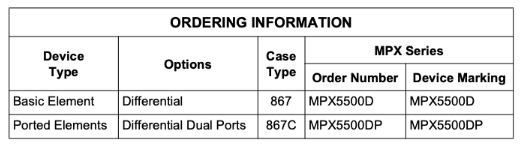 ORDERING INFORMATION
Device Type Options Case Type MPX Series
Order Number Device Marking
Basic Element Differential 867 MPX5500D MPX5500D
Ported Elements Differential Dual Ports 867C MPX5500DP MPX5500DP